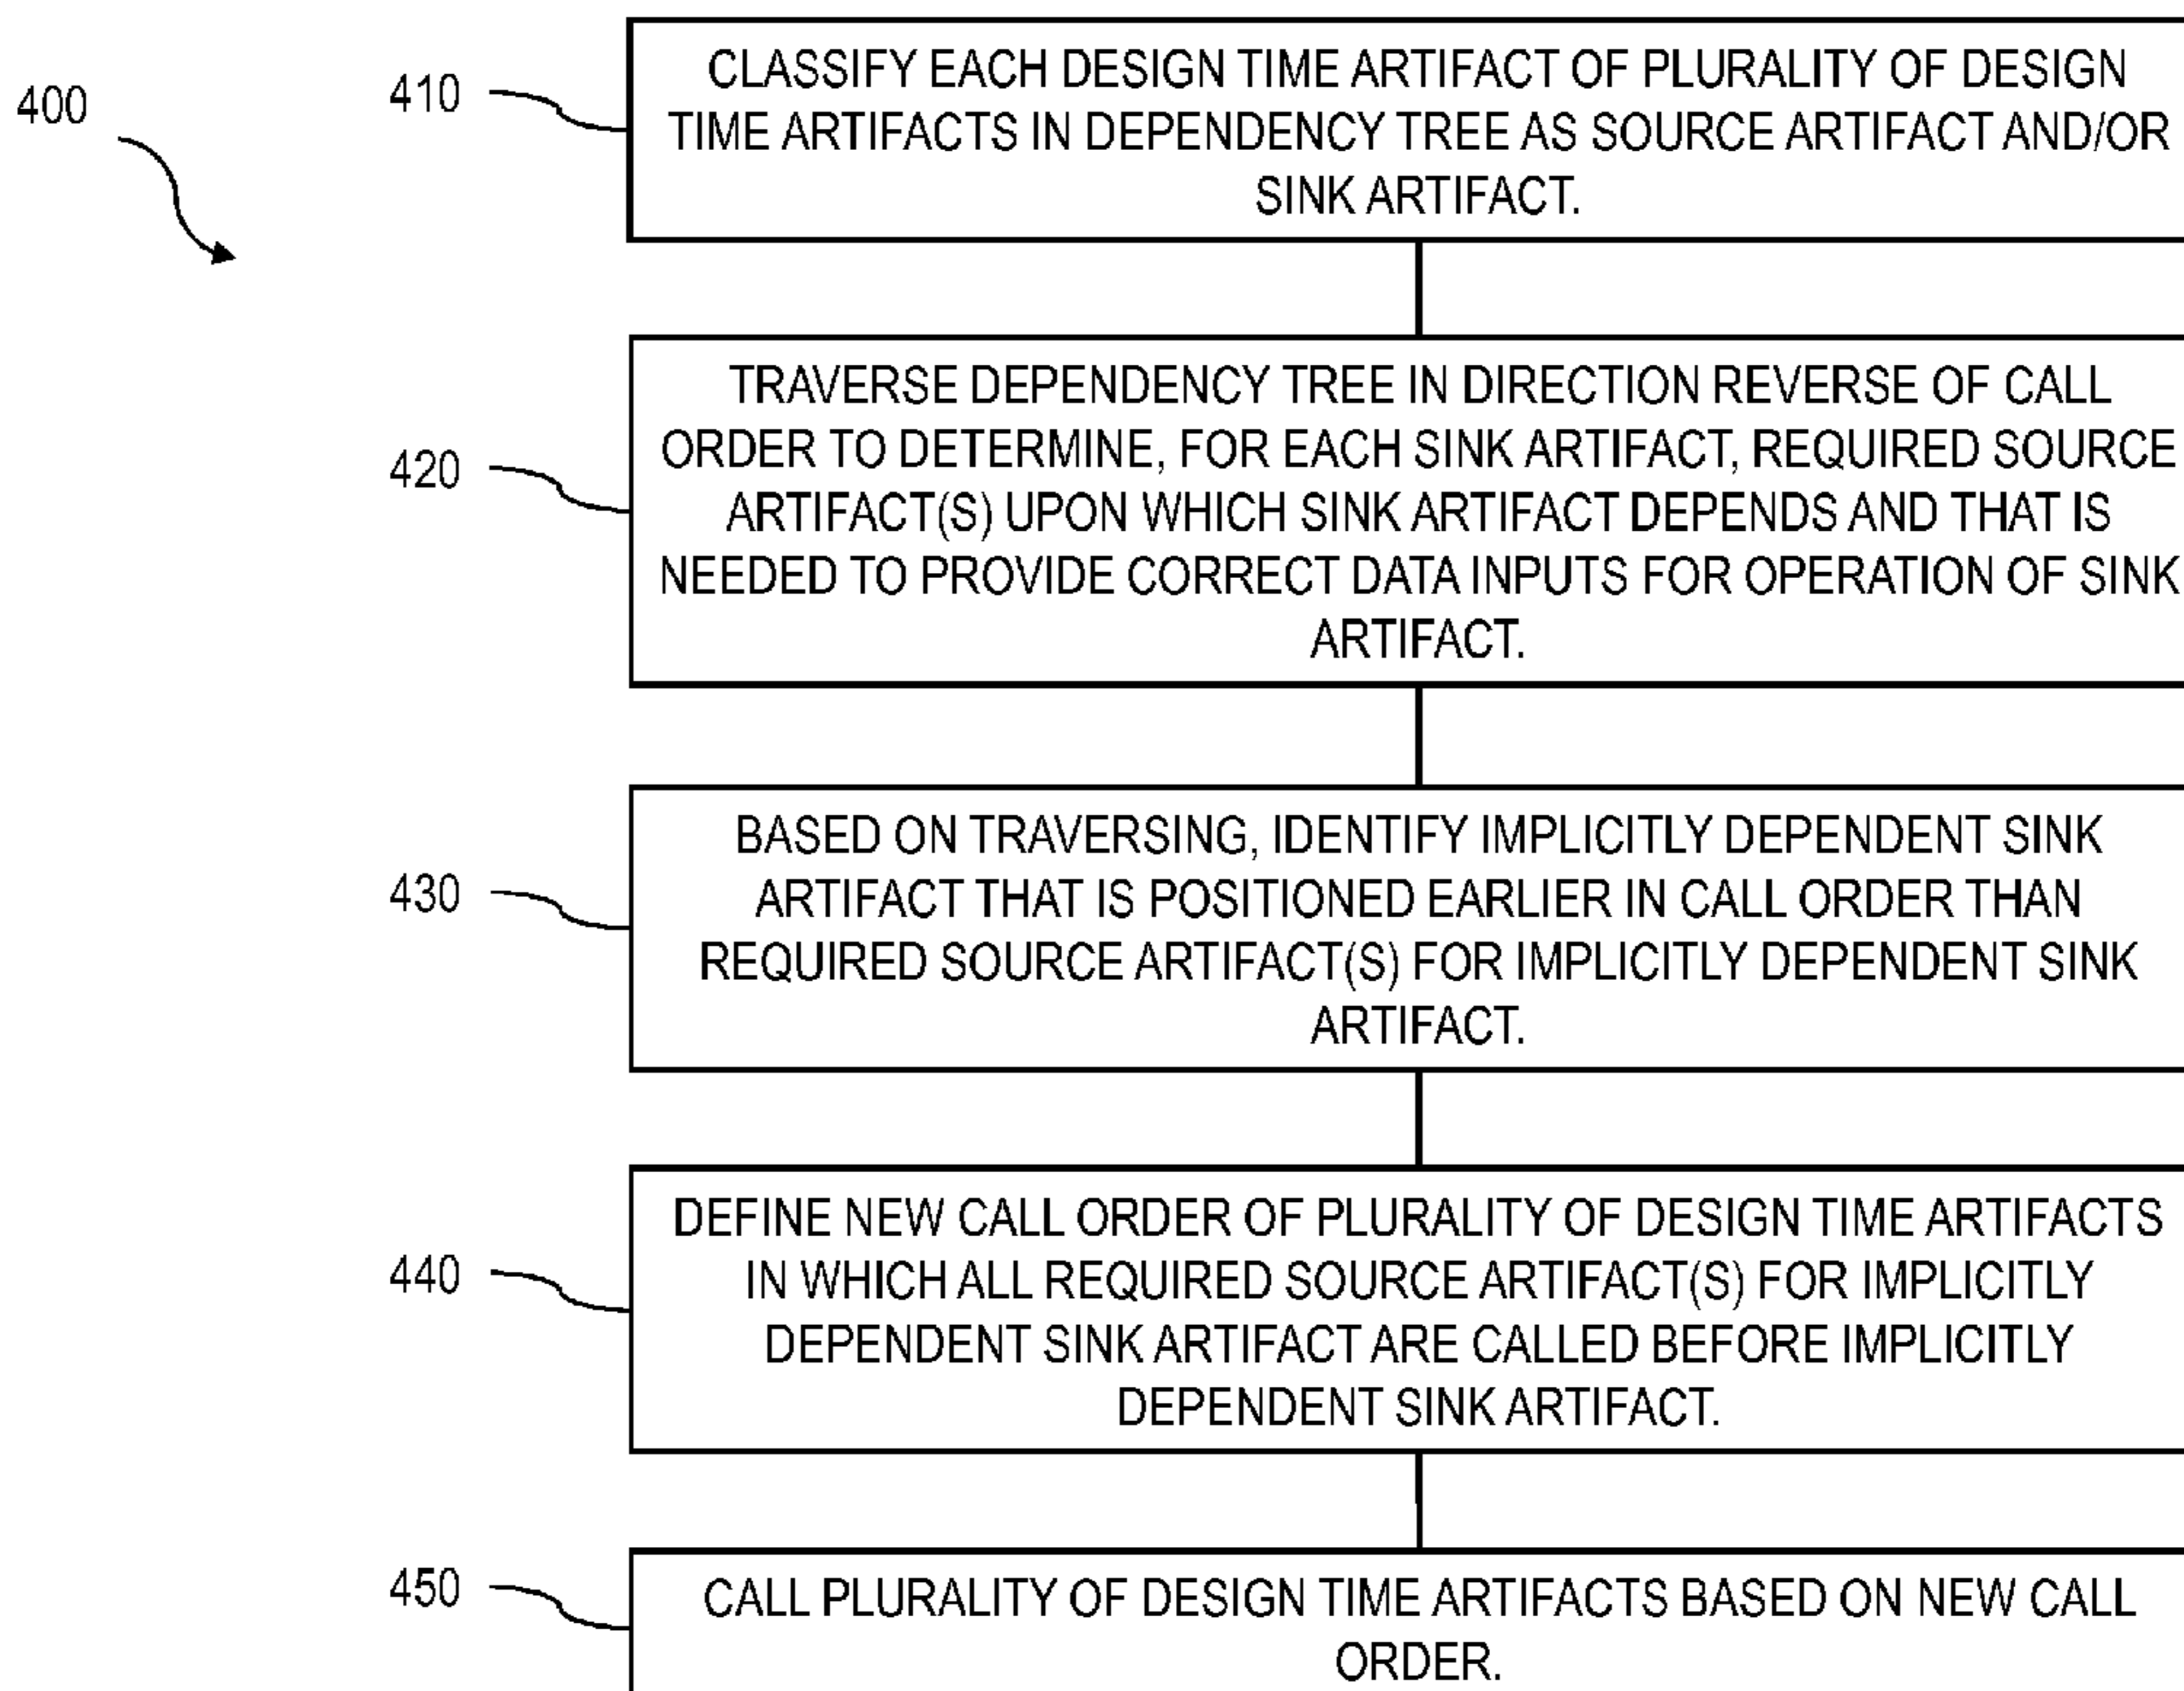 400
410
CLASSIFY EACH DESIGN TIME ARTIFACT OF PLURALITY OF DESIGN
TIME ARTIFACTS IN DEPENDENCY TREE AS SOURCE ARTIFACT AND/OR
SINK ARTIFACT.
420
TRAVERSE DEPENDENCY TREE IN DIRECTION REVERSE OF CALL
ORDER TO DETERMINE, FOR EACH SINK ARTIFACT, REQUIRED SOURCE
ARTIFACT(S) UPON WHICH SINK ARTIFACT DEPENDS AND THAT IS
NEEDED TO PROVIDE CORRECT DATA INPUTS FOR OPERATION OF SINK
ARTIFACT.
430
BASED ON TRAVERSING, IDENTIFY IMPLICITLY DEPENDENT SINK
ARTIFACT THAT IS POSITIONED EARLIER IN CALL ORDER THAN
REQUIRED SOURCE ARTIFACT(S) FOR IMPLICITLY DEPENDENT SINK
ARTIFACT.
440
DEFINE NEW CALL ORDER OF PLURALITY OF DESIGN TIME ARTIFACTS
IN WHICH ALL REQUIRED SOURCE ARTIFACT(S) FOR IMPLICITLY
DEPENDENT SINK ARTIFACT ARE CALLED BEFORE IMPLICITLY
DEPENDENT SINK ARTIFACT.
450
CALL PLURALITY OF DESIGN TIME ARTIFACTS BASED ON NEW CALL
ORDER.